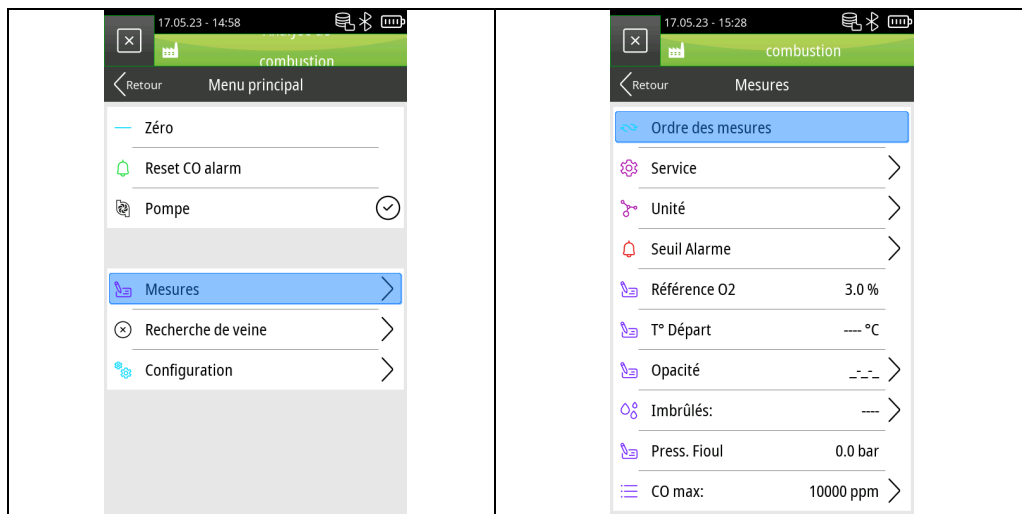 17.05.23 - 14:58
combustion
Retour Menu principal
Zéro
Reset CO alarm
Pompe
Mesures
Recherche de veine
Configuration
17.05.23 - 15:28
combustion
Retour Mesures
Ordre des mesures
Service
Unité
Seuil Alarme
Référence O2 3.0 %
T° Départ ---- °C
Opacité _-_-_
Imbrûlés: ----
Press. Fioul 0.0 bar
CO max: 10000 ppm